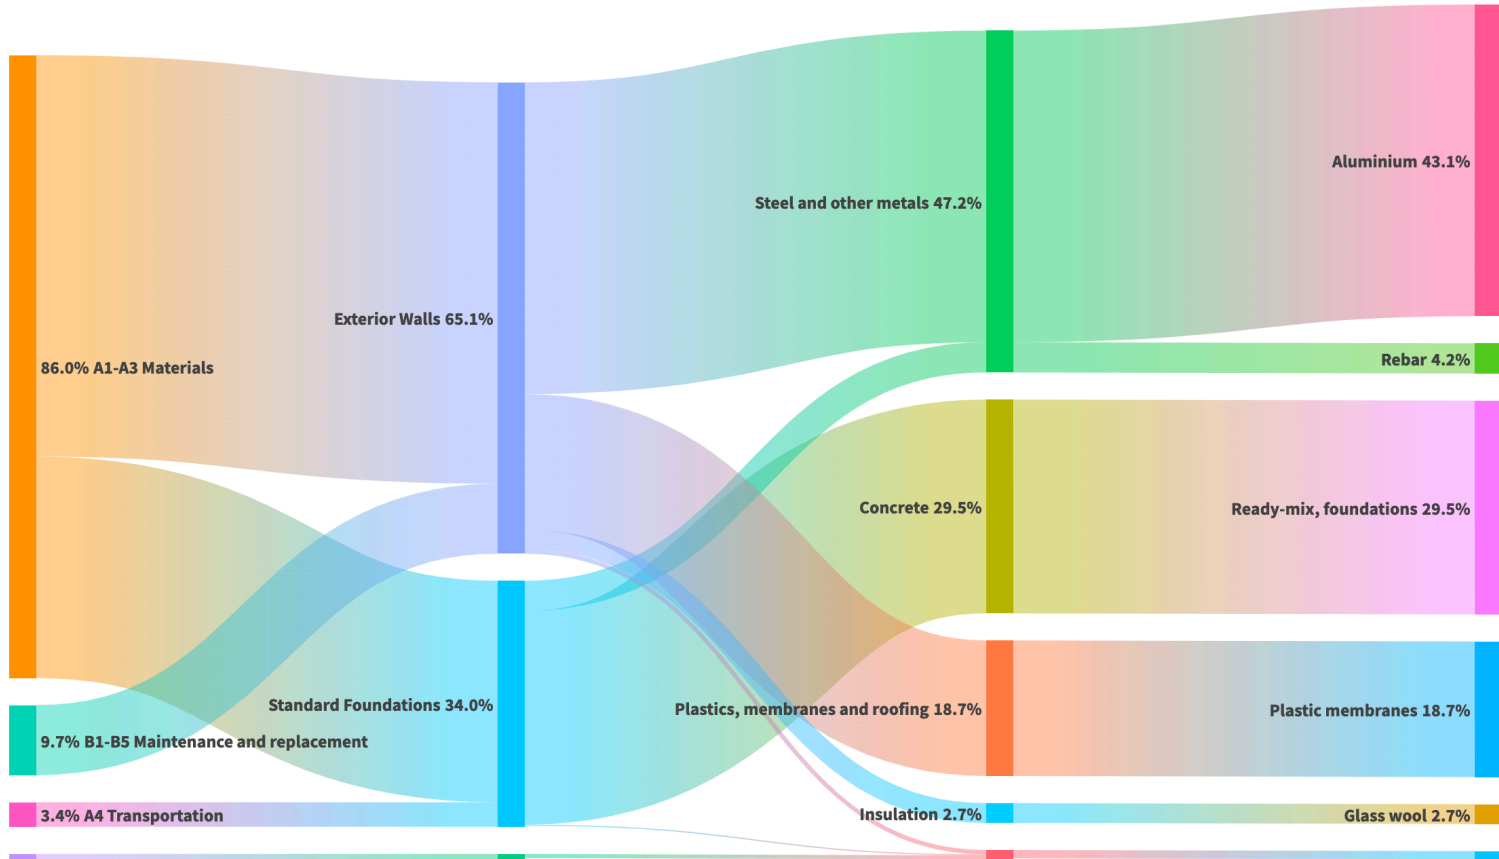 Aluminium 43.1%
Steel and other metals 47.2%
Exterior Walls 65.1%
Rebar 4.2%
86.0% A1-A3 Materials
Concrete 29.5%
Ready-mix, foundations 29.5%
Standard Foundations 34.0%
Plastics, membranes and roofing 18.7%
Plastic membranes 18.7%
9.7% B1-B5 Maintenance and replacement
3.4% A4 Transportation
Insulation 2.7%
Glass wool 2.7%